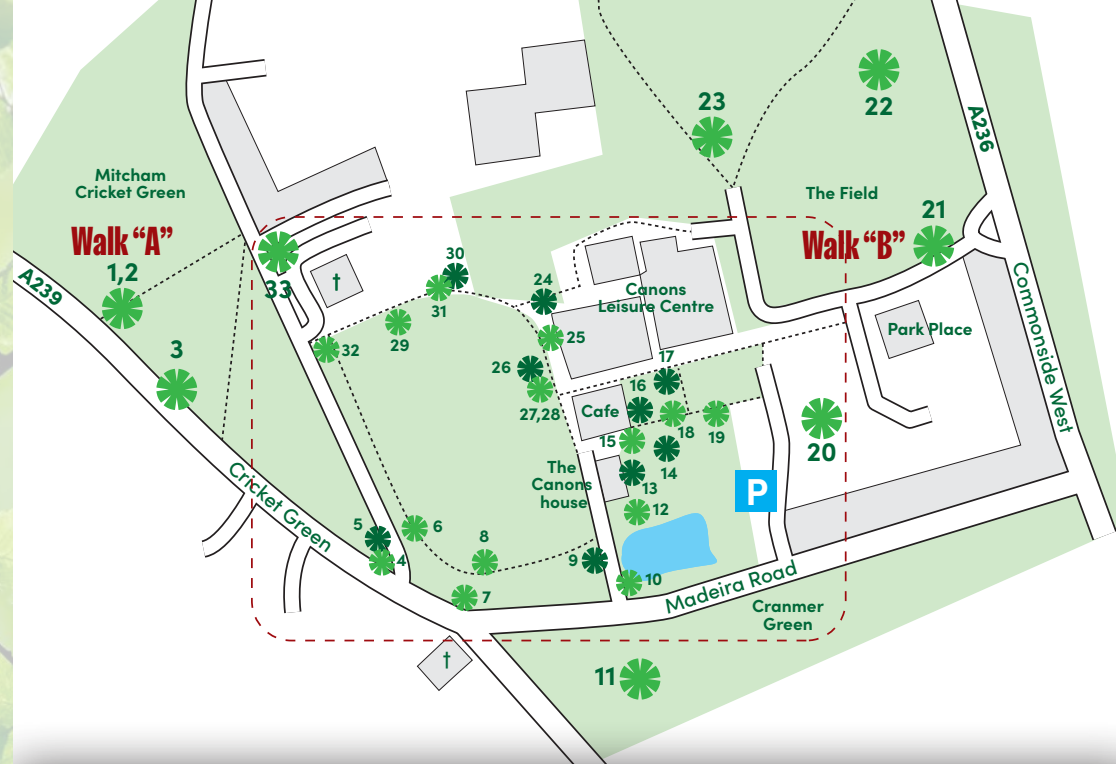 23
22
A236
Mitcham
Cricket Green
The Field
Walk “A”
21
Walk “B”
1,2
30
24
A239
33
†
31
Canons
Leisure Centre
Commonside West
29
25
Park Place
3
32
26
17
27,28
16
Cafe
18
19
15
14
20
The
Canons
house
13
P
Cricket Green
12
5
6
8
4
9
10
7
Madeira Road
Cranmer
Green
†
11